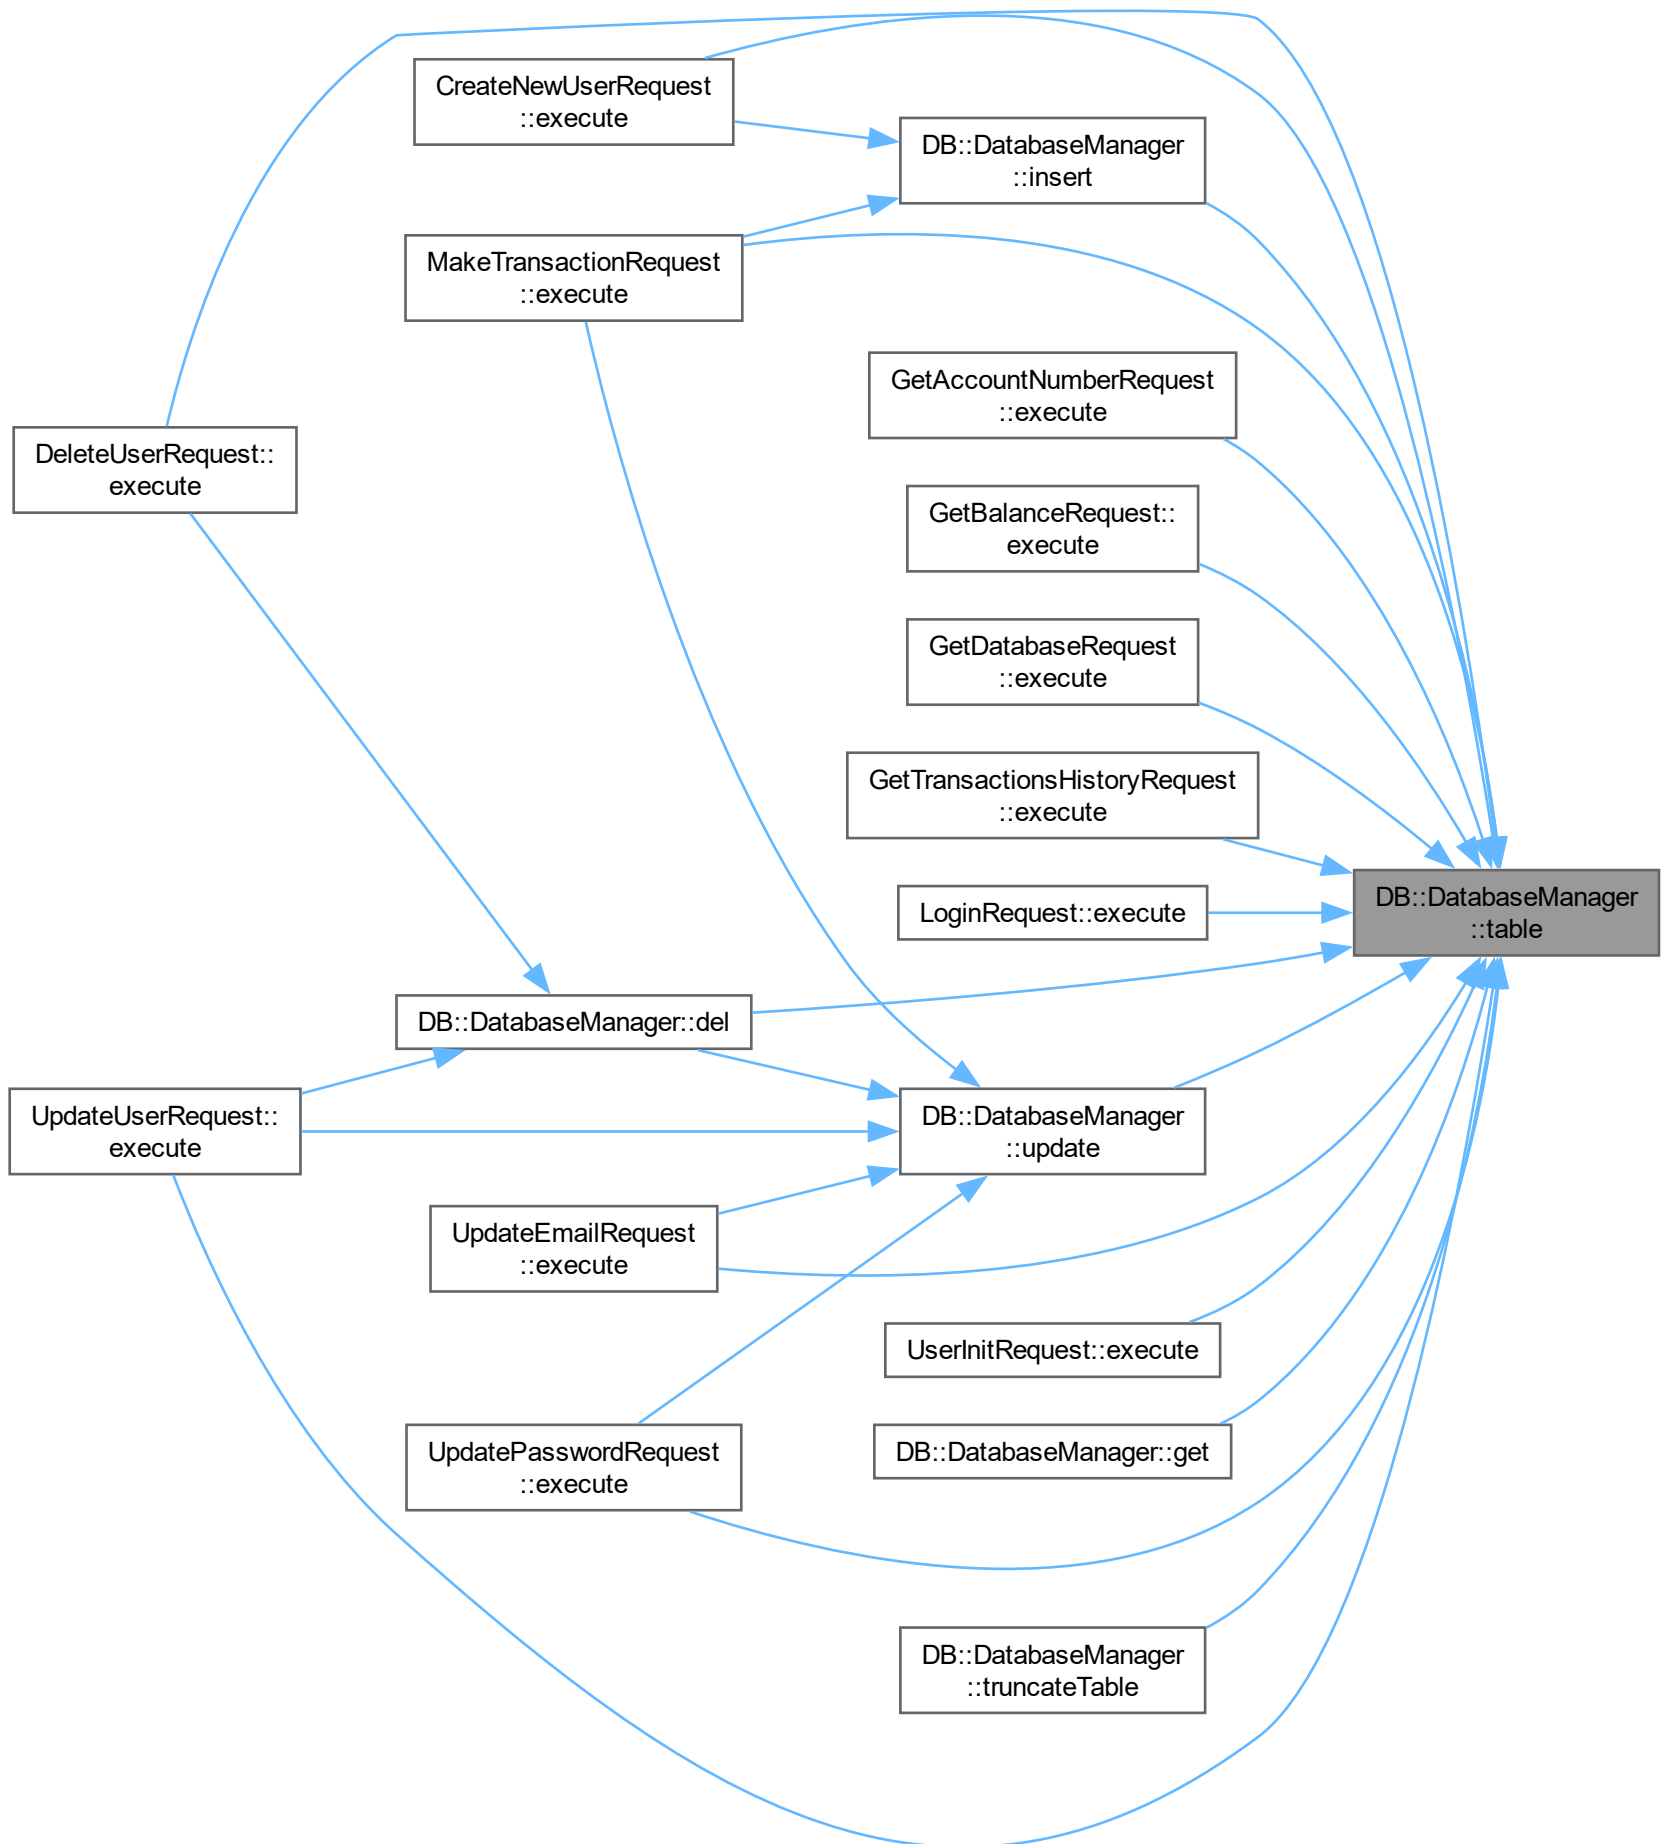 CreateNewUserRequest
::execute
DB::DatabaseManager
::insert
MakeTransactionRequest
::execute
GetAccountNumberRequest
::execute
DeleteUserRequest::
execute
GetBalanceRequest::
execute
GetDatabaseRequest
::execute
GetTransactionsHistoryRequest
::execute
LoginRequest::execute
DB::DatabaseManager
::table
DB::DatabaseManager::del
UpdateUserRequest::
execute
DB::DatabaseManager
::update
UpdateEmailRequest
::execute
UserInitRequest::execute
UpdatePasswordRequest
::execute
DB::DatabaseManager::get
DB::DatabaseManager
::truncateTable